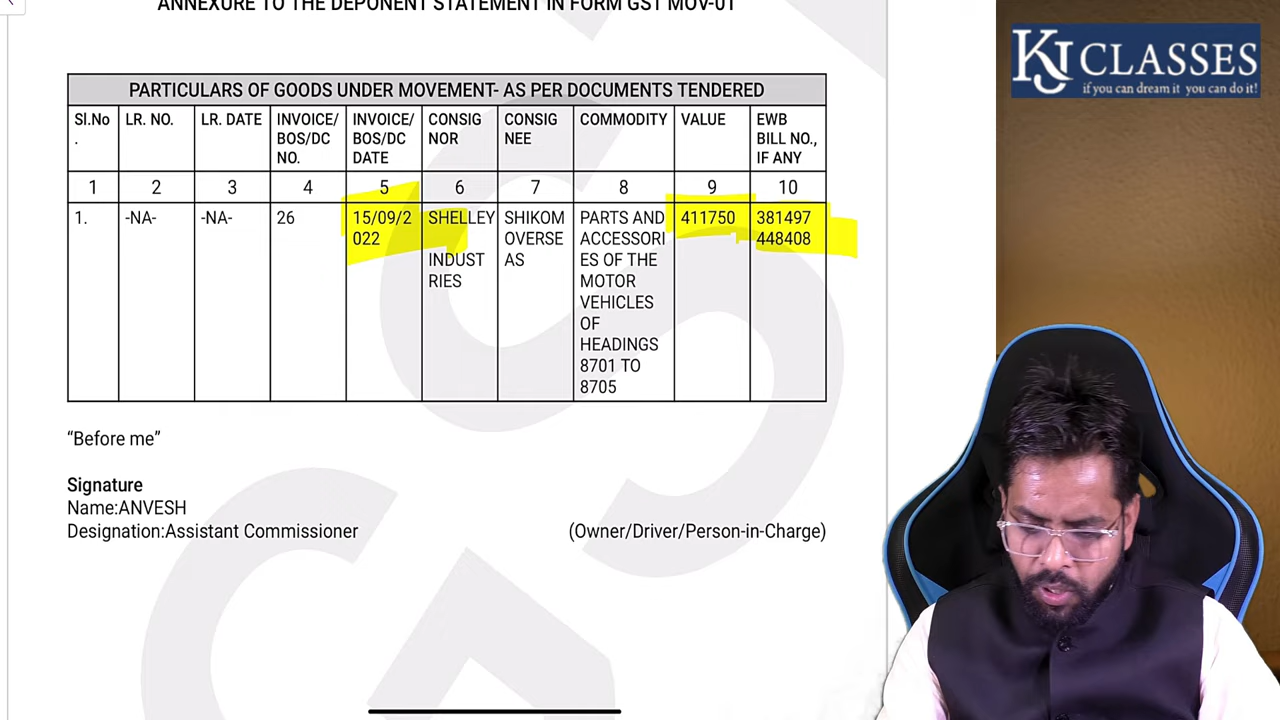 ANNEXURE TO THE DEPONENT STATEMENT IN FORM GST MOV-01
KJ CLASSES
if you can dream it you can do it!
PARTICULARS OF GOODS UNDER MOVEMENT- AS PER DOCUMENTS TENDERED
Sl.No
.
LR. NO.
LR. DATE
INVOICE/
BOS/DC
NO.
INVOICE/
BOS/DC
DATE
CONSIG
NOR
CONSIG
NEE
COMMODITY
VALUE
EWB
BILL NO.,
IF ANY
1 2 3 4 5 6 7 8 9 10
1.
-NA-
-NA-
26
15/09/2
022
SHELLEY
INDUST
RIES
SHIKOM
OVERSE
AS
PARTS AND
ACCESSORI
ES OF THE
MOTOR
VEHICLES
OF
HEADINGS
8701 TO
8705
411750
381497
448408
“Before me”
Signature
Name:ANVESH
Designation:Assistant Commissioner
(Owner/Driver/Person-in-Charge)